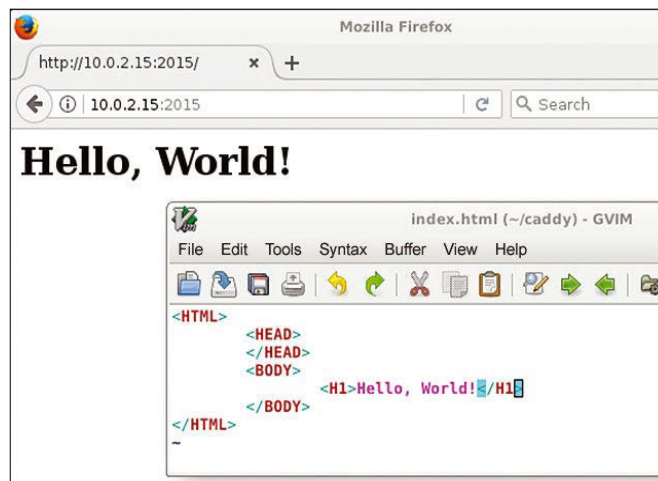 Mozilla Firefox
http://10.0.2.15:2015/ × +
10.0.2.15:2015 Search
Hello, World!
index.html (~/caddy) - GVIM
File Edit Tools Syntax Buffer View Help
<HTML>
<HEAD>
</HEAD>
<BODY>
<H1>Hello, World!</H1>
</BODY>
</HTML>
~